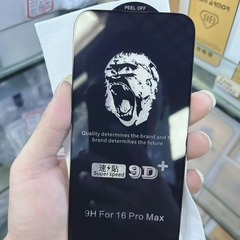 PEEL OFF
Quality determines the brand and the
brand determines the future
速⚡贴 9D+
Super speed
9H For 16 Pro Max